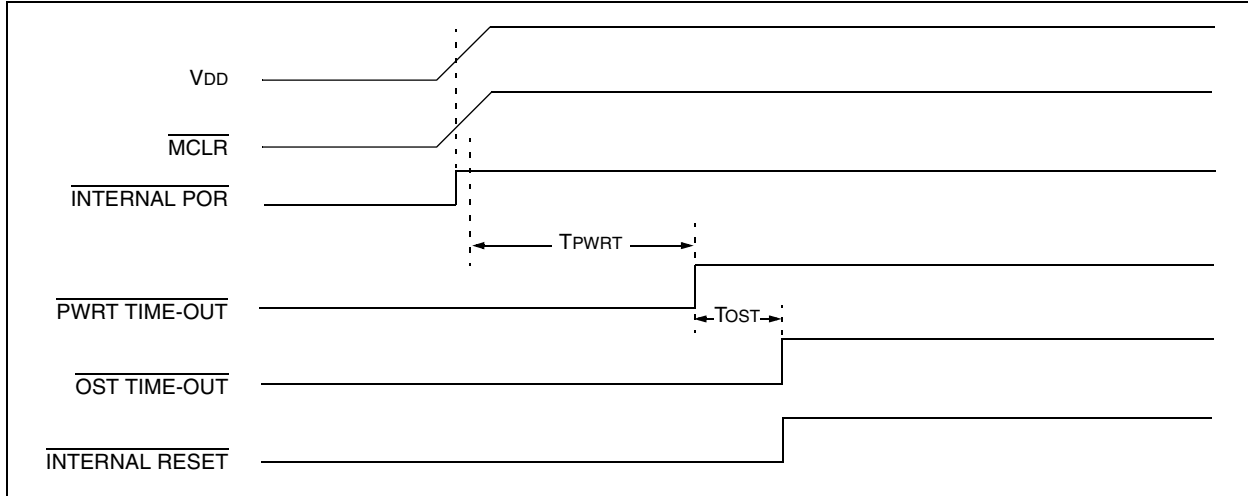 VDD
MCLR
INTERNAL POR
TPWRT
PWRT TIME-OUT
TOST
OST TIME-OUT
INTERNAL RESET